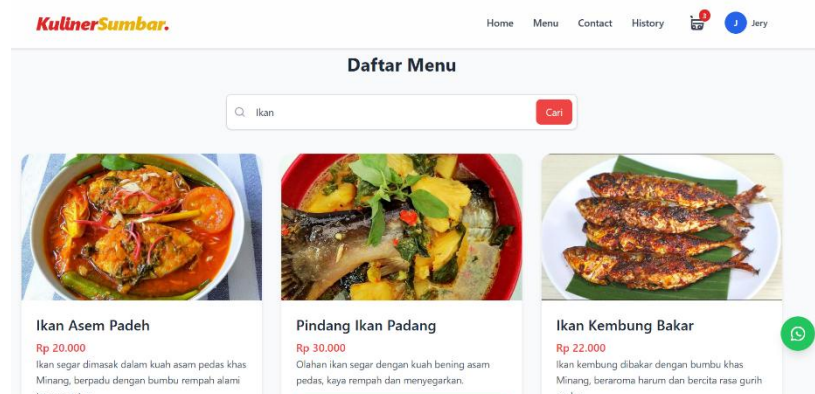 KulinerSumbar.
Home Menu Contact History 3 J Jery
Daftar Menu
Ikan Cari
Ikan Asem Padeh
Rp 20.000
Ikan segar dimasak dalam kuah asam pedas khas
Minang, berpadu dengan bumbu rempah alami
Pindang Ikan Padang
Rp 30.000
Olahan ikan segar dengan kuah bening asam
pedas, kaya rempah dan menyegarkan.
Ikan Kembung Bakar
Rp 22.000
Ikan kembung dibakar dengan bumbu khas
Minang, beraroma harum dan bercita rasa gurih